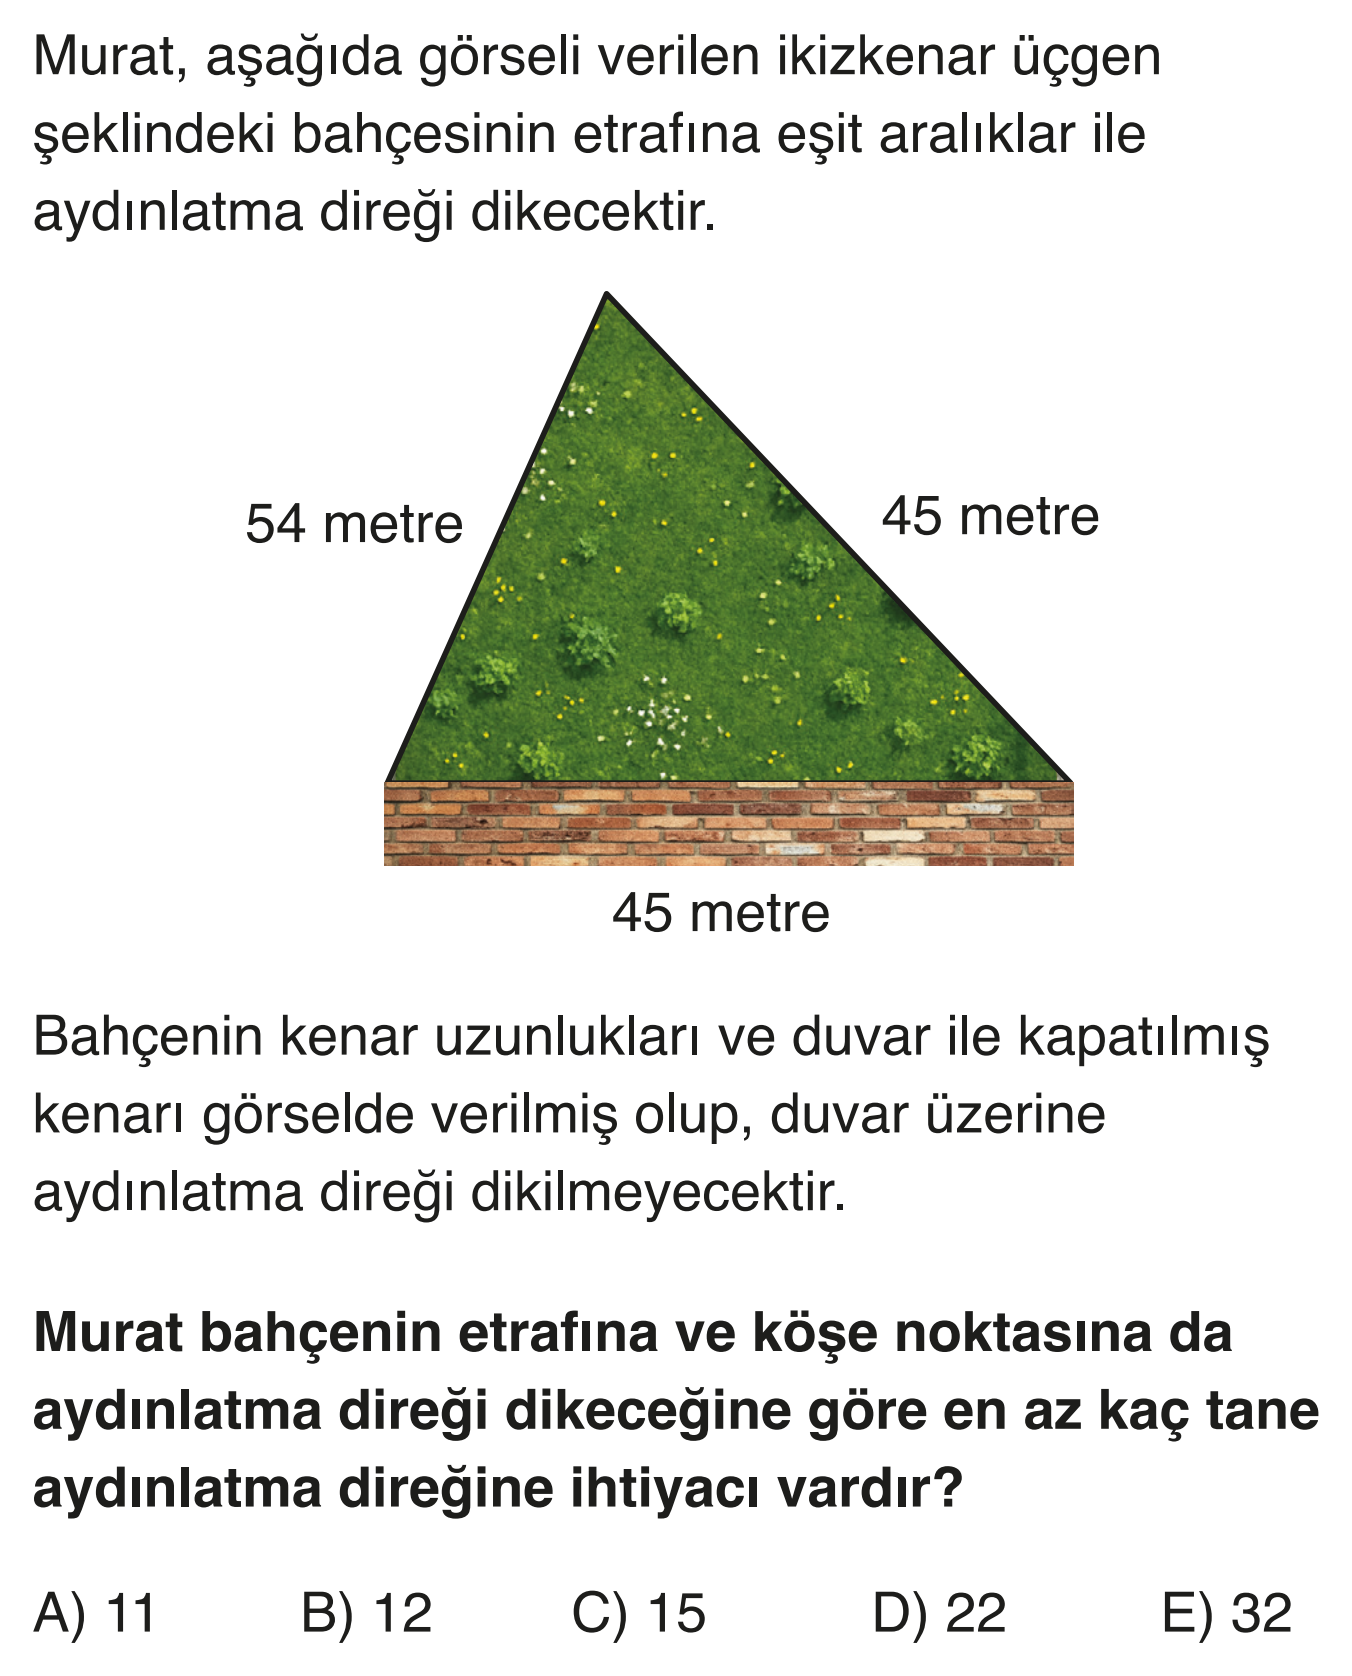 Murat, aşağıda görseli verilen ikizkenar üçgen
şeklindeki bahçesinin etrafına eşit aralıklar ile
aydınlatma direği dikecektir.
54 metre
45 metre
45 metre
Bahçenin kenar uzunlukları ve duvar ile kapatılmış
kenarı görselde verilmiş olup, duvar üzerine
aydınlatma direği dikilmeyecektir.
Murat bahçenin etrafına ve köşe noktasına da
aydınlatma direği dikeceğine göre en az kaç tane
aydınlatma direğine ihtiyacı vardır?
A) 11 B) 12 C) 15 D) 22 E) 32